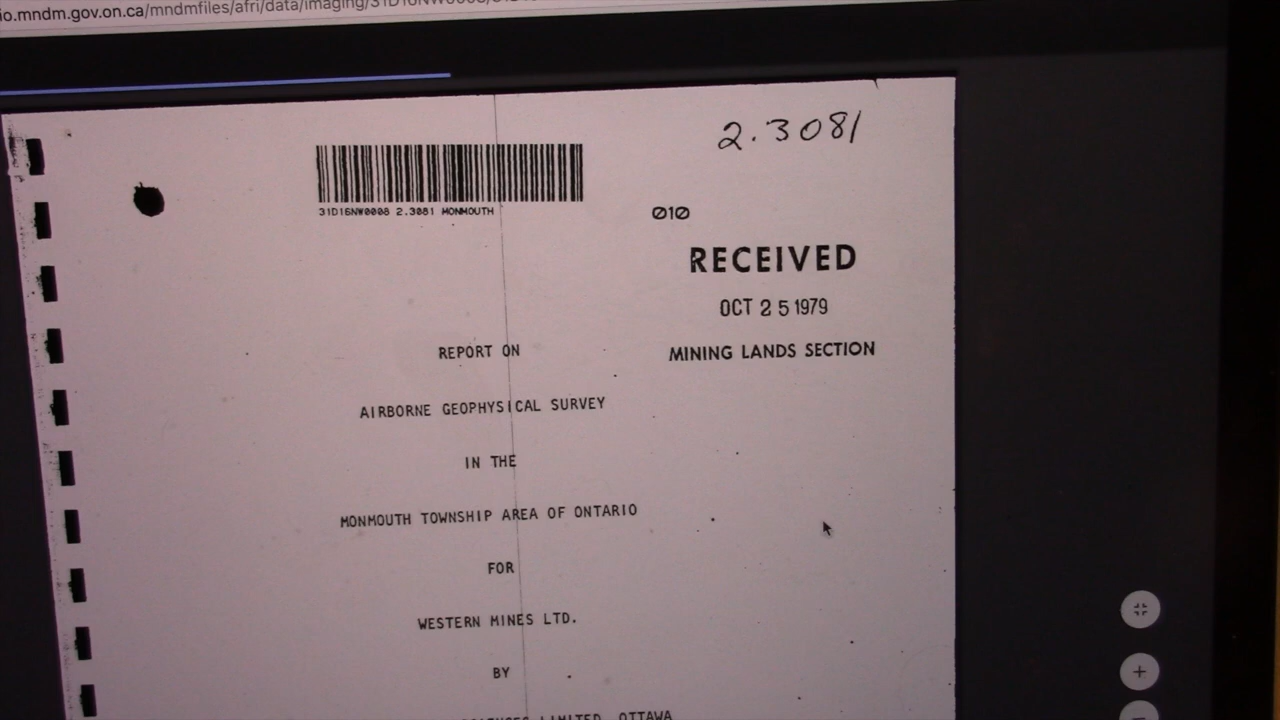 io.mndm.gov.on.ca/mndmfiles/afri/data/imaging/31D16NW0008/
2.3081
31D16NW0008 2.3081 MONMOUTH
010
RECEIVED
OCT 25 1979
MINING LANDS SECTION
REPORT ON
AIRBORNE GEOPHYSICAL SURVEY
IN THE
MONMOUTH TOWNSHIP AREA OF ONTARIO
FOR
WESTERN MINES LTD.
BY
LIMITED, OTTAWA